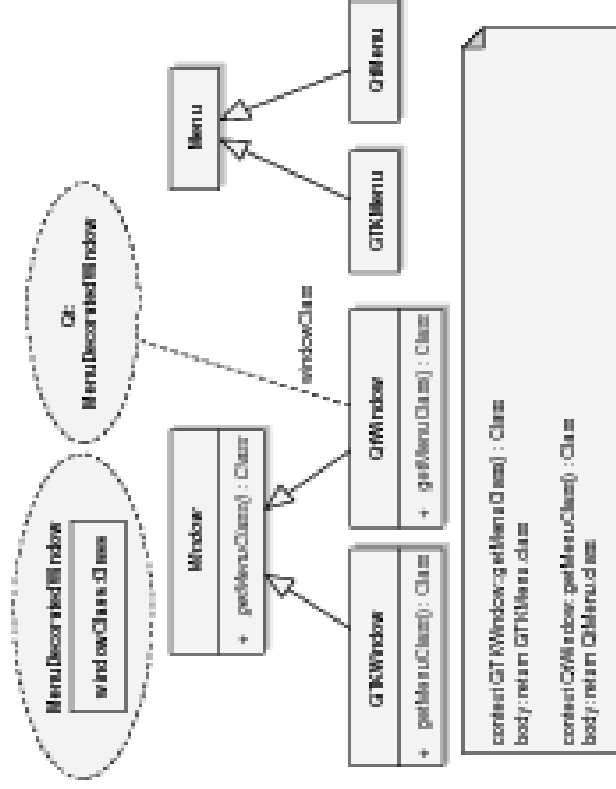 MenuDecoratedWindow
windowClass:Class
Qt:
MenuDecoratedWindow
Window
+ getMenuClass() : Class
Menu
windowClass
GTKWindow
+ getMenuClass() : Class
QtWindow
+ getMenuClass() : Class
GTKMenu
QtMenu
context GTKWindow::getMenuClass() : Class
body: return GTKMenu.class
context QtWindow::getMenuClass() : Class
body: return QtMenu.class